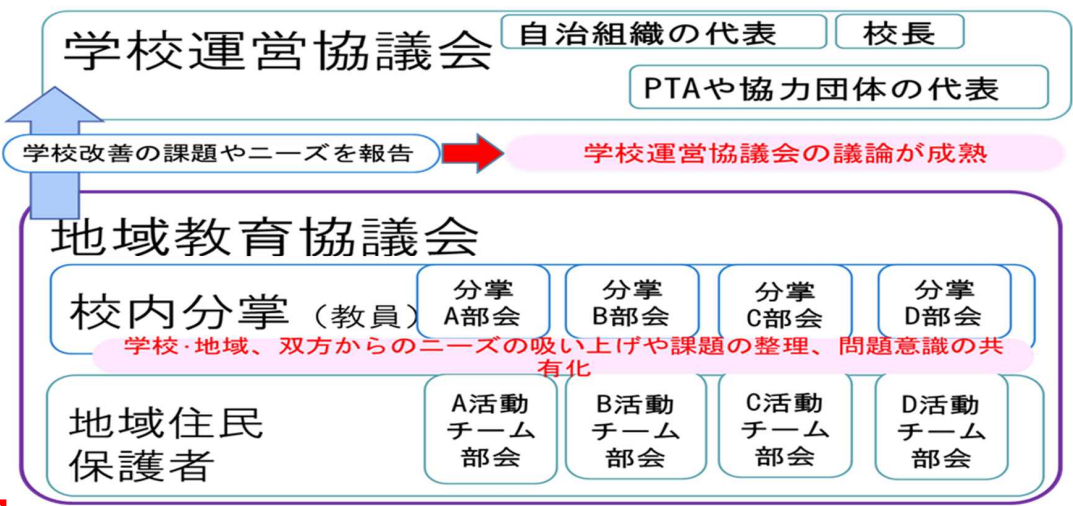 学校運営協議会
自治組織の代表
校長
PTAや協力団体の代表
学校改善の課題やニーズを報告
学校運営協議会の議論が成熟
地域教育協議会
校内分掌（教員）
分掌
A部会
分掌
B部会
分掌
C部会
分掌
D部会
学校・地域、双方からのニーズの吸い上げや課題の整理、問題意識の共
有化
地域住民
保護者
A活動
チーム
部会
B活動
チーム
部会
C活動
チーム
部会
D活動
チーム
部会